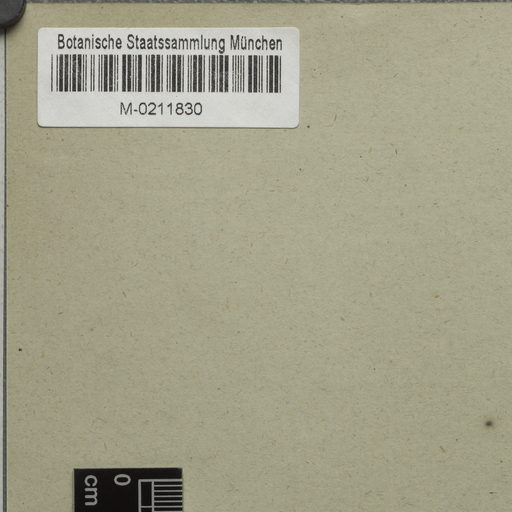 Botanische Staatssammlung München
M-0211830
0
cm